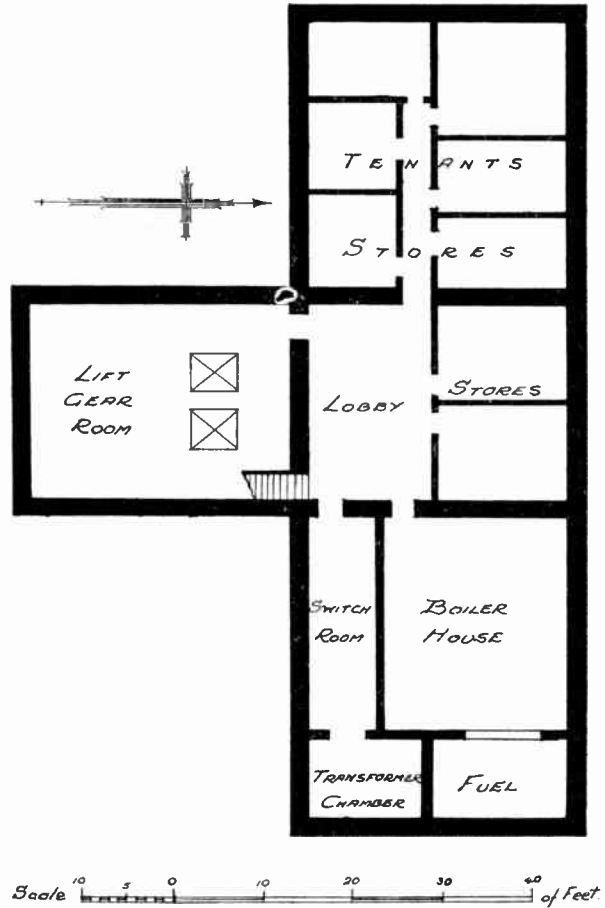 TENANTS
STORES
LIFT
GEAR
ROOM
LOBBY
STORES
SWITCH
ROOM
BOILER
HOUSE
TRANSFORMER
CHAMBER
FUEL
Scale 10 5 0 10 20 30 40 of Feet.